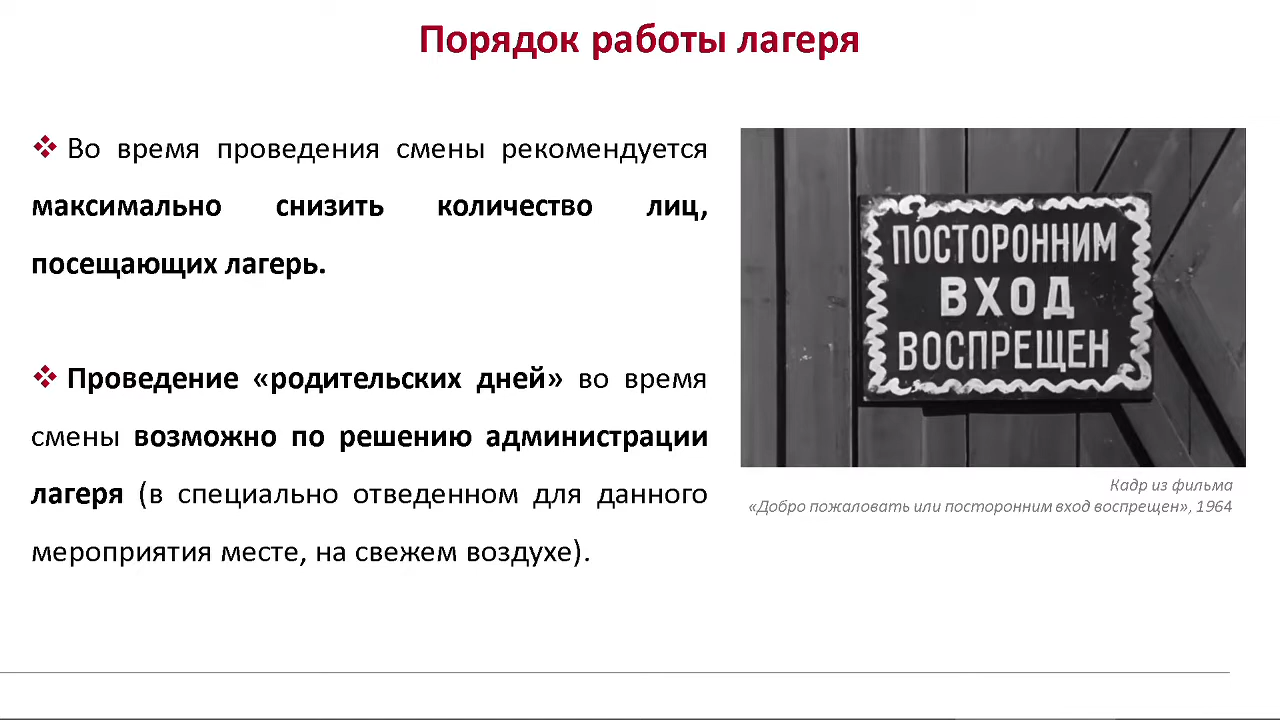 Порядок работы лагеря
❖ Во время проведения смены рекомендуется
максимально снизить количество лиц,
посещающих лагерь.
❖ Проведение «родительских дней» во время
смены возможно по решению администрации
лагеря (в специально отведенном для данного
мероприятия месте, на свежем воздухе).
ПОСТОРОННИМ
ВХОД
ВОСПРЕЩЕН
Кадр из фильма
«Добро пожаловать или посторонним вход воспрещен», 1964